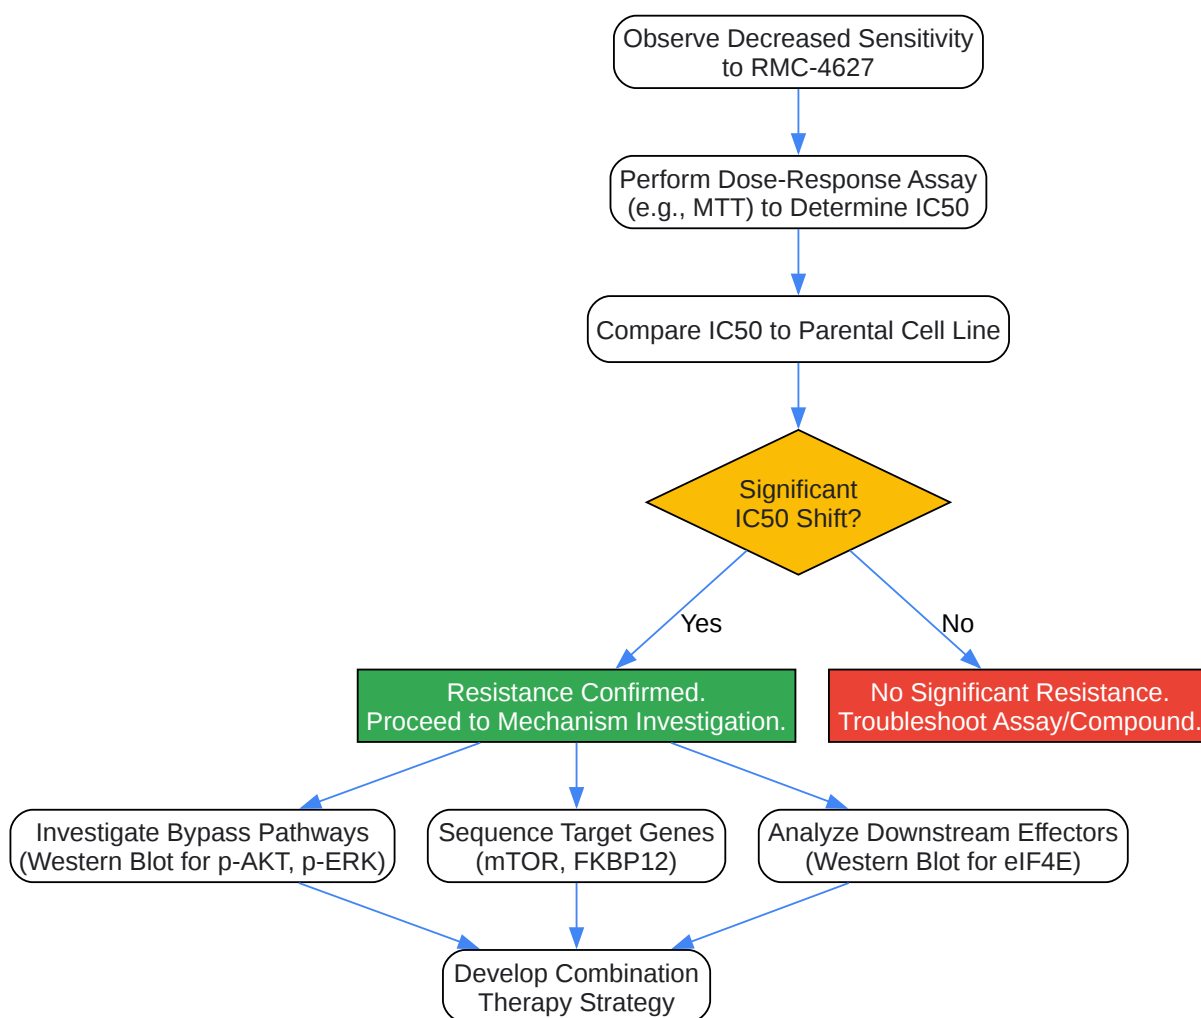 Observe Decreased Sensitivity
to RMC-4627
Perform Dose-Response Assay
(e.g., MTT) to Determine IC50
Compare IC50 to Parental Cell Line
Significant
IC50 Shift?
Yes
No
Resistance Confirmed.
Proceed to Mechanism Investigation.
No Significant Resistance.
Troubleshoot Assay/Compound.
Investigate Bypass Pathways
(Western Blot for p-AKT, p-ERK)
Sequence Target Genes
(mTOR, FKBP12)
Analyze Downstream Effectors
(Western Blot for eIF4E)
Develop Combination
Therapy Strategy